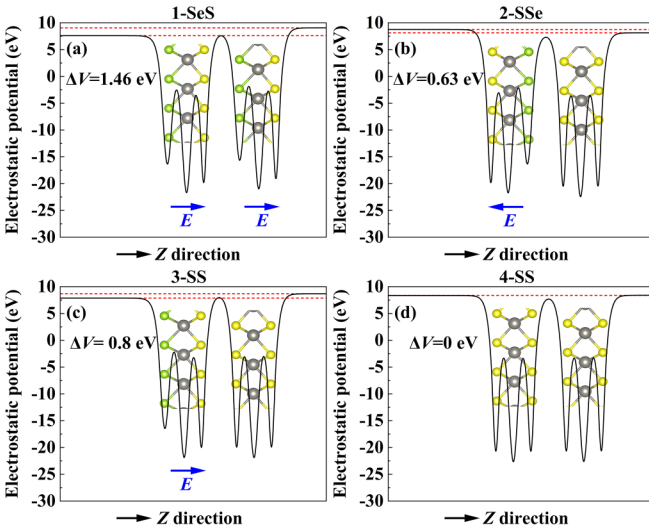 1-SeS
2-SSe
Electrostatic potential (eV)
10
5
0
-5
-10
-15
-20
-25
-30
(a)
ΔV=1.46 eV
E
E
Z direction
Electrostatic potential (eV)
10
5
0
-5
-10
-15
-20
-25
-30
(b)
ΔV=0.63 eV
E
Z direction
3-SS
4-SS
Electrostatic potential (eV)
10
5
0
-5
-10
-15
-20
-25
-30
(c)
ΔV= 0.8 eV
E
Z direction
Electrostatic potential (eV)
10
5
0
-5
-10
-15
-20
-25
-30
(d)
ΔV=0 eV
Z direction